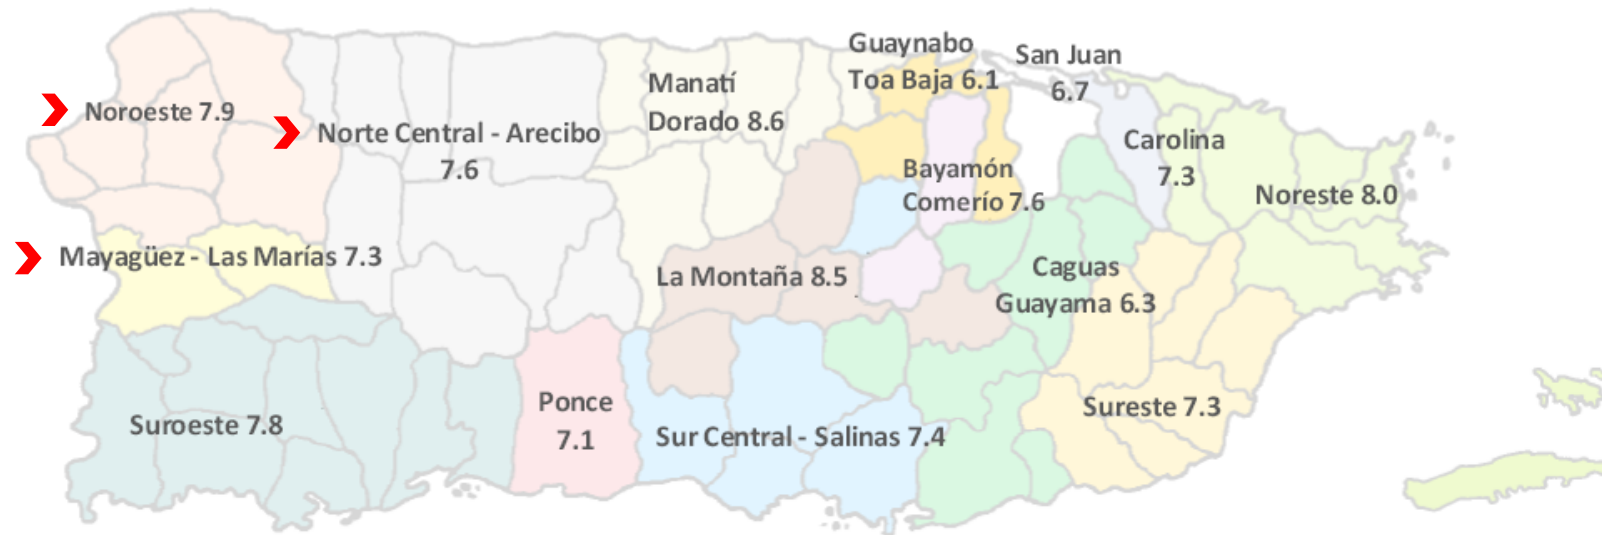 Noroeste 7.9
Norte Central - Arecibo
7.6
Manatí
Dorado 8.6
Guaynabo
Toa Baja 6.1
San Juan
6.7
Bayamón
Comerío 7.6
Carolina
7.3
Noreste 8.0
Mayagüez - Las Marías 7.3
La Montaña 8.5
Caguas
Guayama 6.3
Suroeste 7.8
Ponce
7.1
Sur Central - Salinas 7.4
Sureste 7.3